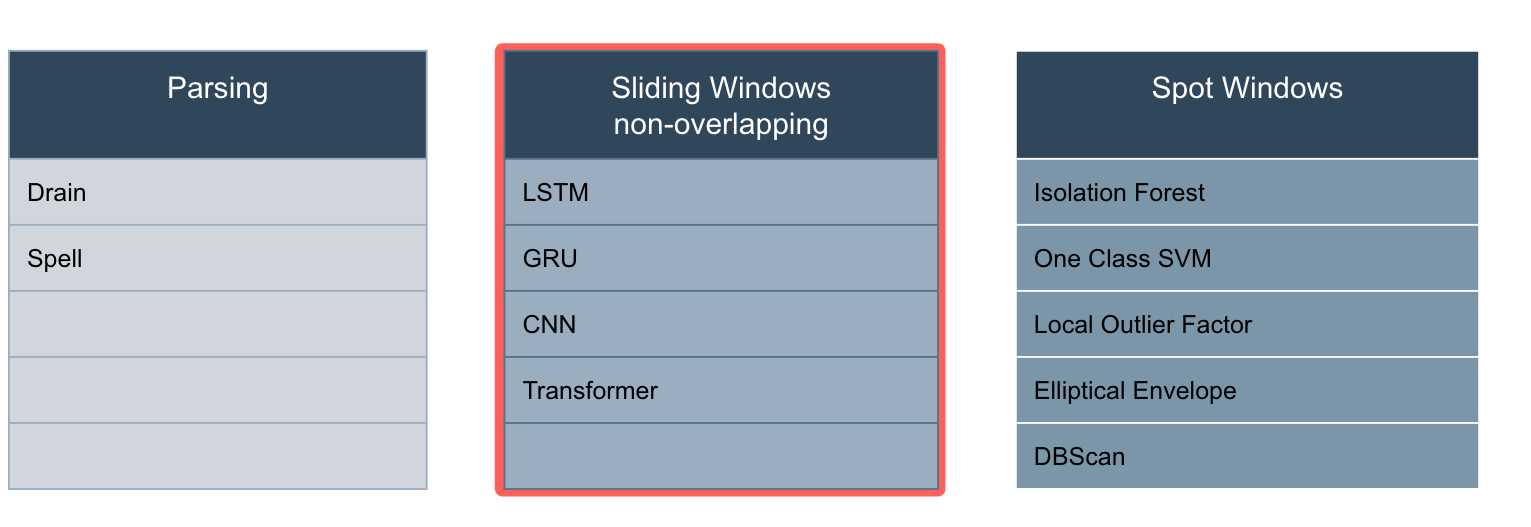 Parsing
Drain
Spell
Sliding Windows
non-overlapping
LSTM
GRU
CNN
Transformer
Spot Windows
Isolation Forest
One Class SVM
Local Outlier Factor
Elliptical Envelope
DBScan